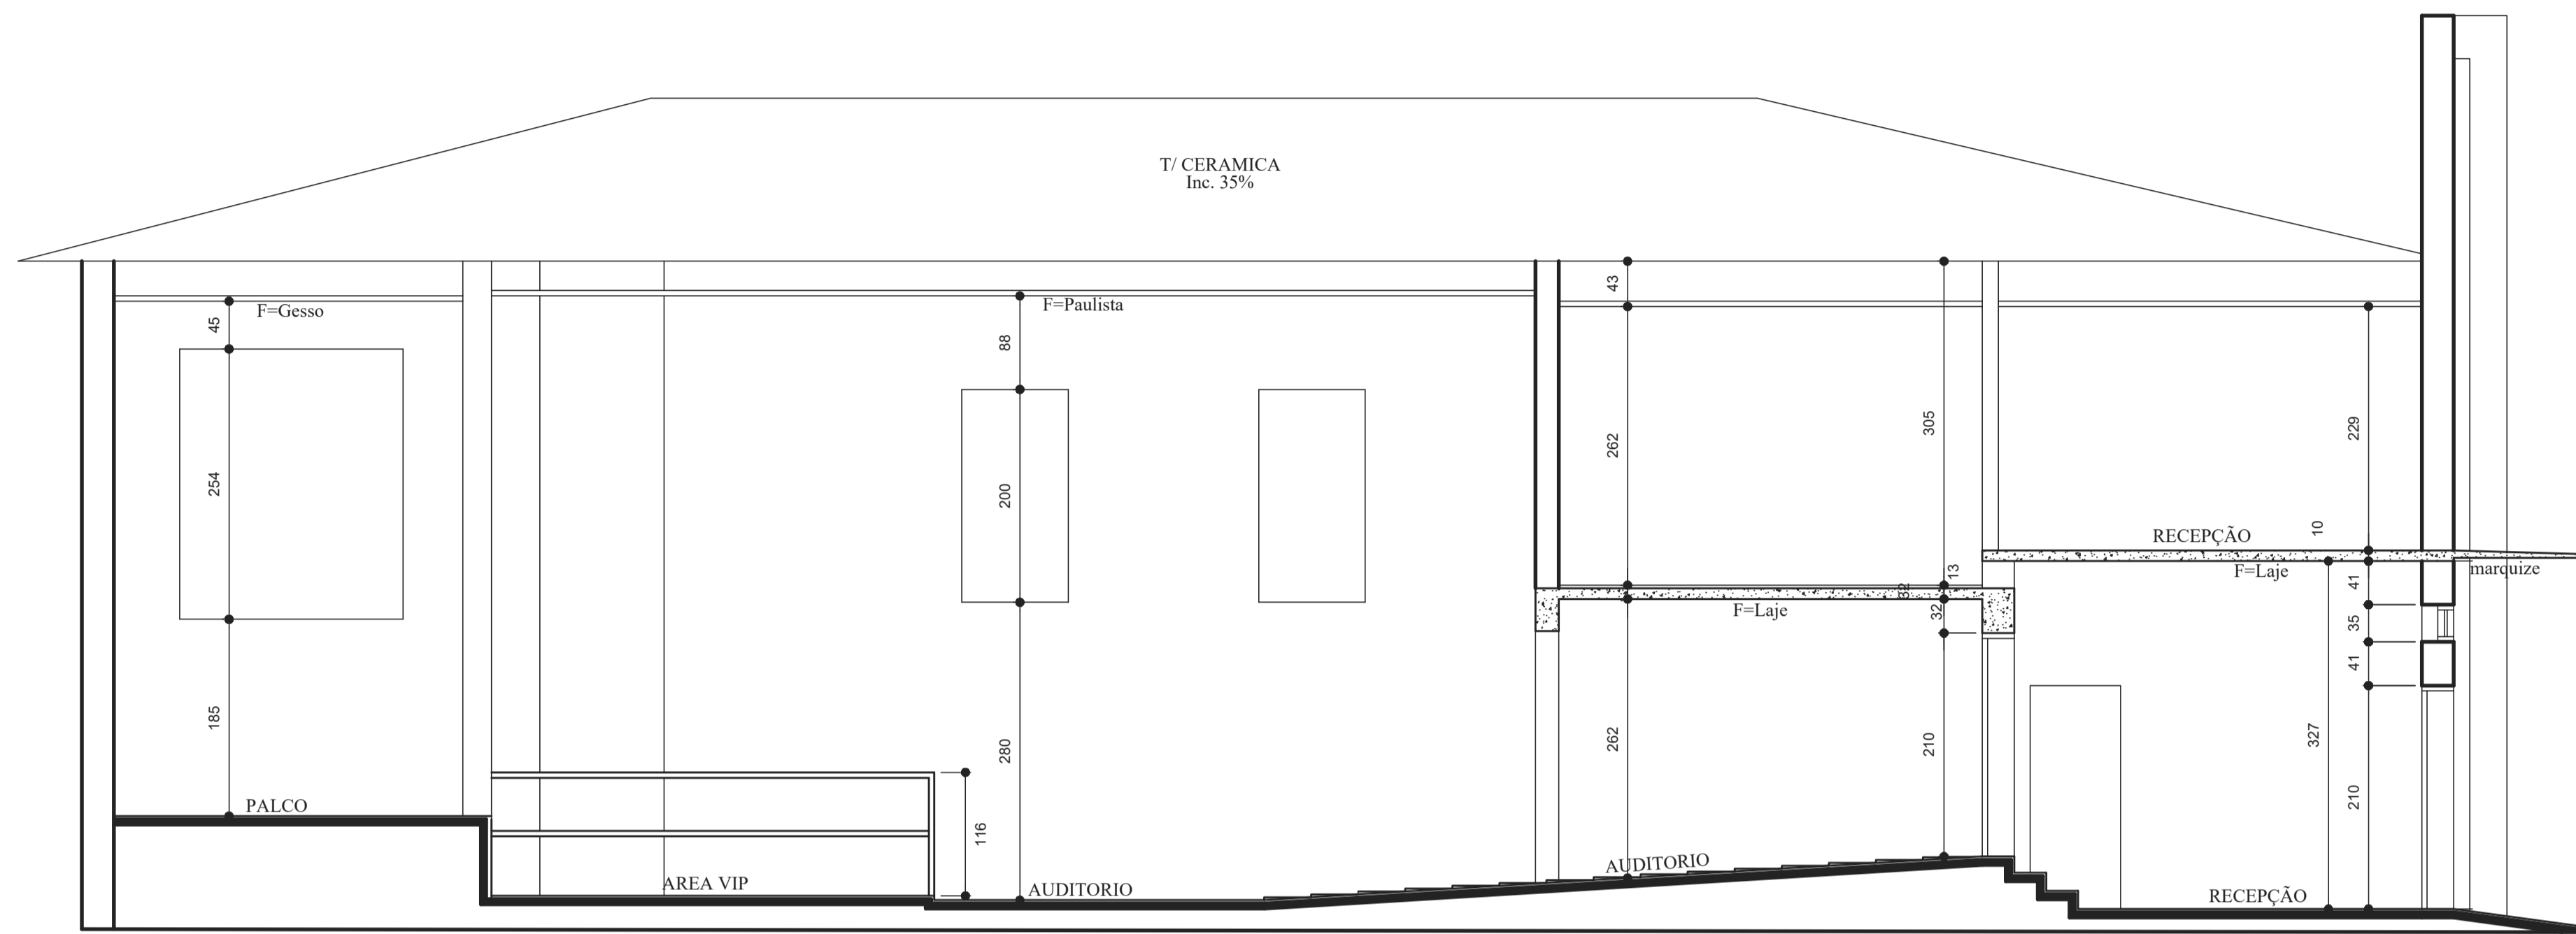 T/ CERAMICA
Inc. 35%
F=Gesso
45
254
185
PALCO
AREA VIP
116
F=Paulista
88
200
280
AUDITORIO
43
262
305
13
32
32
F=Laje
262
210
AUDITORIO
229
RECEPÇÃO
10
F=Laje
marquize
41
35
41
327
210
RECEPÇÃO